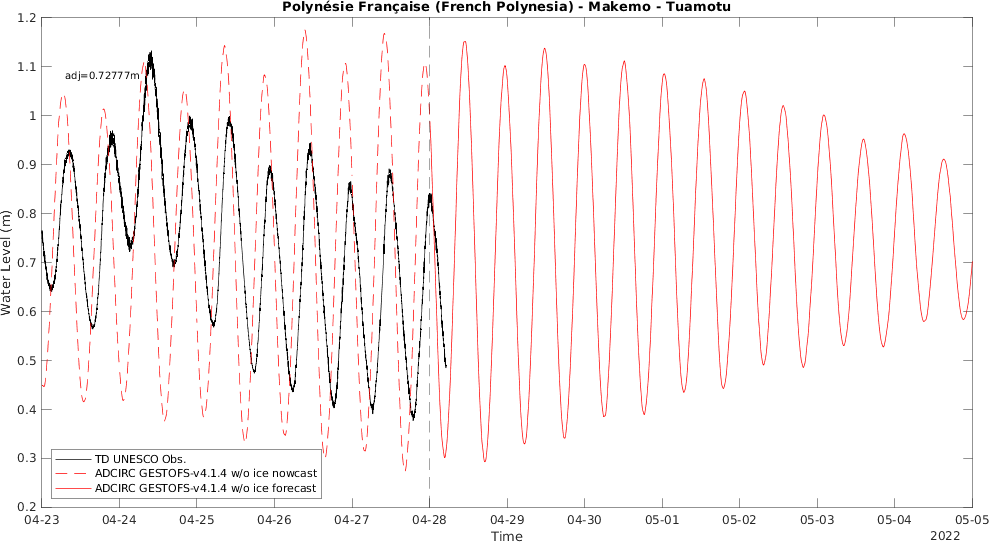 Polynésie Française (French Polynesia) - Makemo - Tuamotu
1.2
1.1
1
0.9
0.8
0.7
0.6
0.5
0.4
0.3
0.2
Water Level (m)
adj=0.72777m
TD UNESCO Obs.
ADCIRC GESTOFS-v4.1.4 w/o ice nowcast
ADCIRC GESTOFS-v4.1.4 w/o ice forecast
04-23 04-24 04-25 04-26 04-27 04-28 04-29 04-30 05-01 05-02 05-03 05-04 05-05
Time
2022